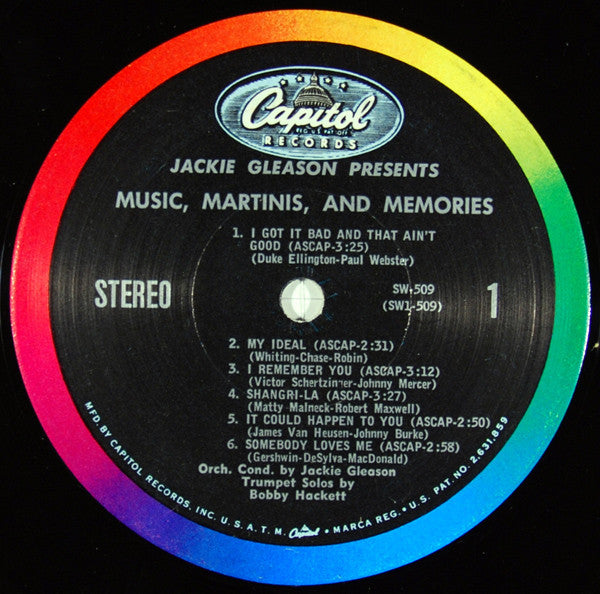 Capitol
REG. U.S. PAT. OFF.
RECORDS
JACKIE GLEASON PRESENTS
MUSIC, MARTINIS, AND MEMORIES
1. I GOT IT BAD AND THAT AIN'T
GOOD (ASCAP-3:25)
(Duke Ellington-Paul Webster)
STEREO
SW-509
(SW1-509)
1
2. MY IDEAL (ASCAP-2:31)
(Whiting-Chase-Robin)
3. I REMEMBER YOU (ASCAP-3:12)
(Victor Schertzinger-Johnny Mercer)
4. SHANGRI-LA (ASCAP-3:27)
(Matty Malneck-Robert Maxwell)
5. IT COULD HAPPEN TO YOU (ASCAP-2:50)
(James Van Heusen-Johnny Burke)
6. SOMEBODY LOVES ME (ASCAP-2:58)
(Gershwin-DeSylva-MacDonald)
Orch. Cond. by Jackie Gleason
Trumpet Solos by
Bobby Hackett
MFD. BY CAPITOL RECORDS, INC. U.S.A. T.M. Capitol • MARCA REG. • U.S. PAT. NO. 2,631,859